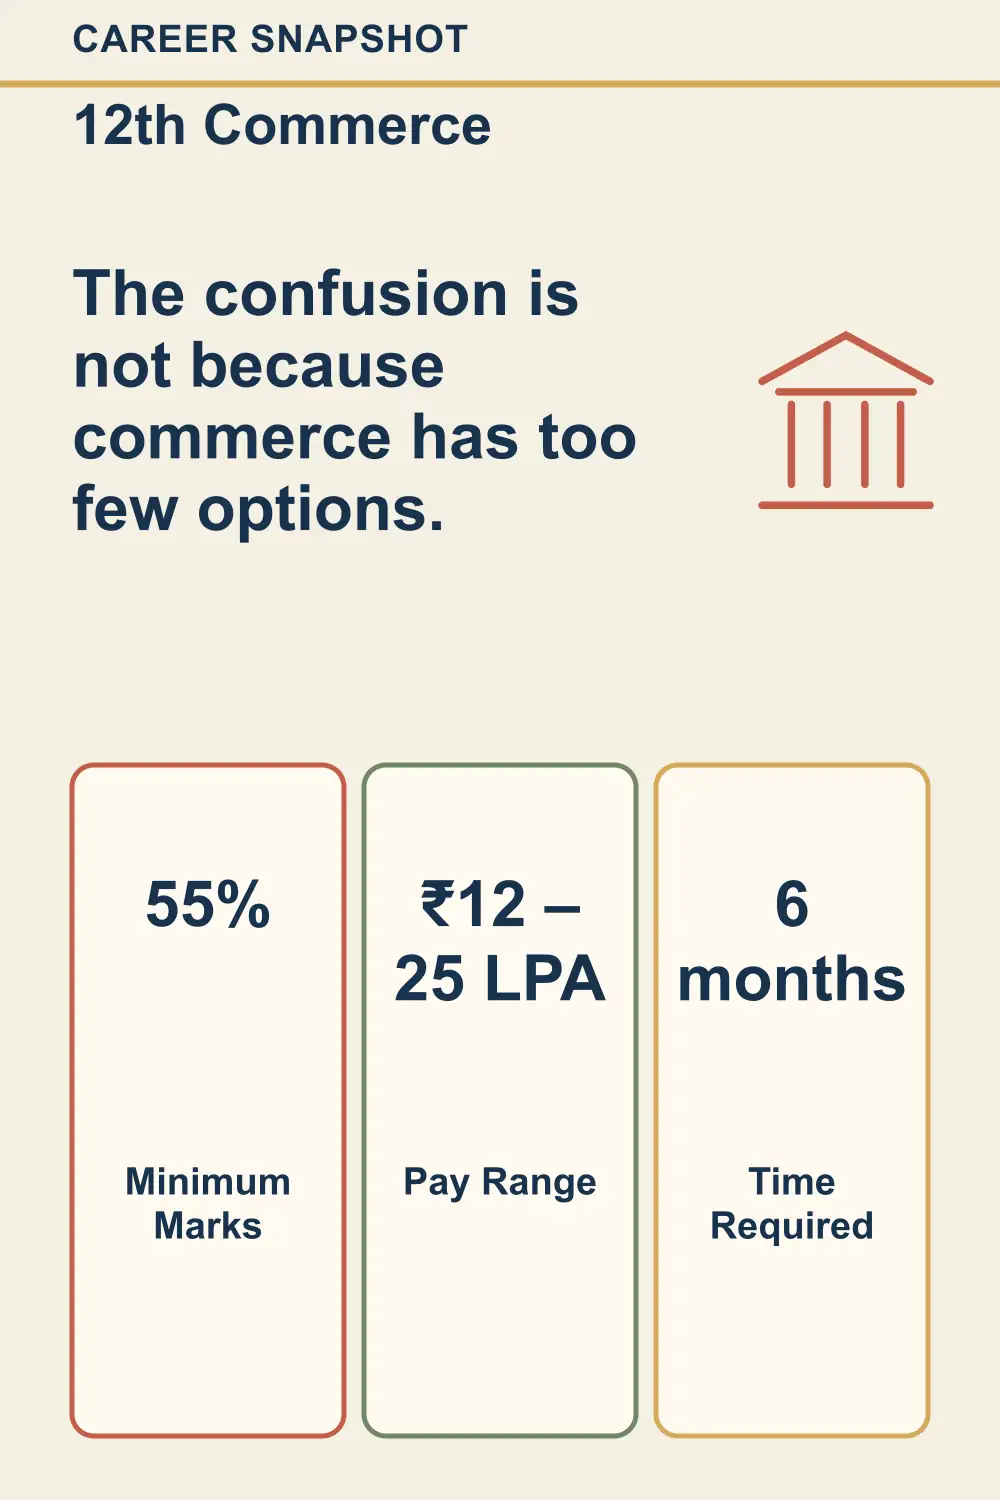 CAREER SNAPSHOT
12th Commerce
The confusion is
not because
commerce has too
few options.
55%
Minimum
Marks
₹12 –
25 LPA
Pay Range
6
months
Time
Required